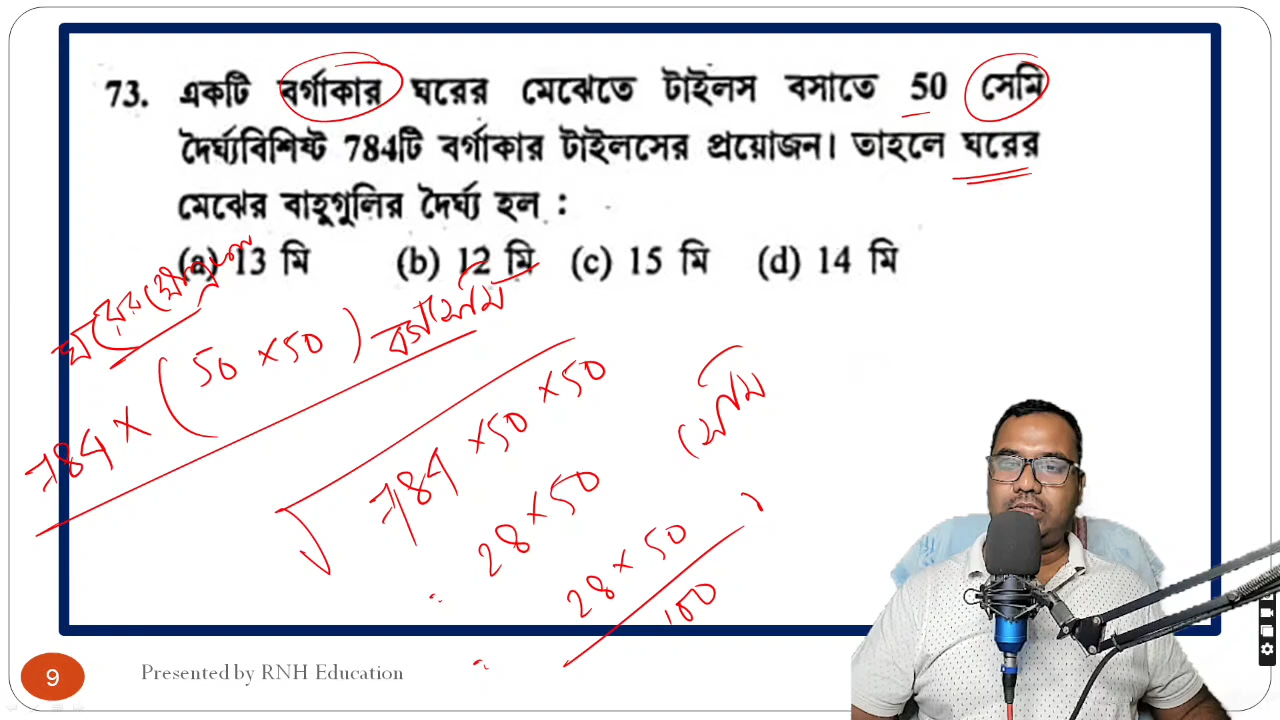 73. একটি বর্গাকার ঘরের মেঝেতে টাইলস বসাতে 50 সেমি
দৈর্ঘ্যবিশিষ্ট 784টি বর্গাকার টাইলসের প্রয়োজন। তাহলে ঘরের
মেঝের বাহুগুলির দৈর্ঘ্য হল :
(a) 13 মি (b) 12 মি (c) 15 মি (d) 14 মি
ঘরের
784 × (50 × 50) বর্গসেমি
√784 × 50 × 50
28 × 50 সেমি
28 × 50
100
9
Presented by RNH Education